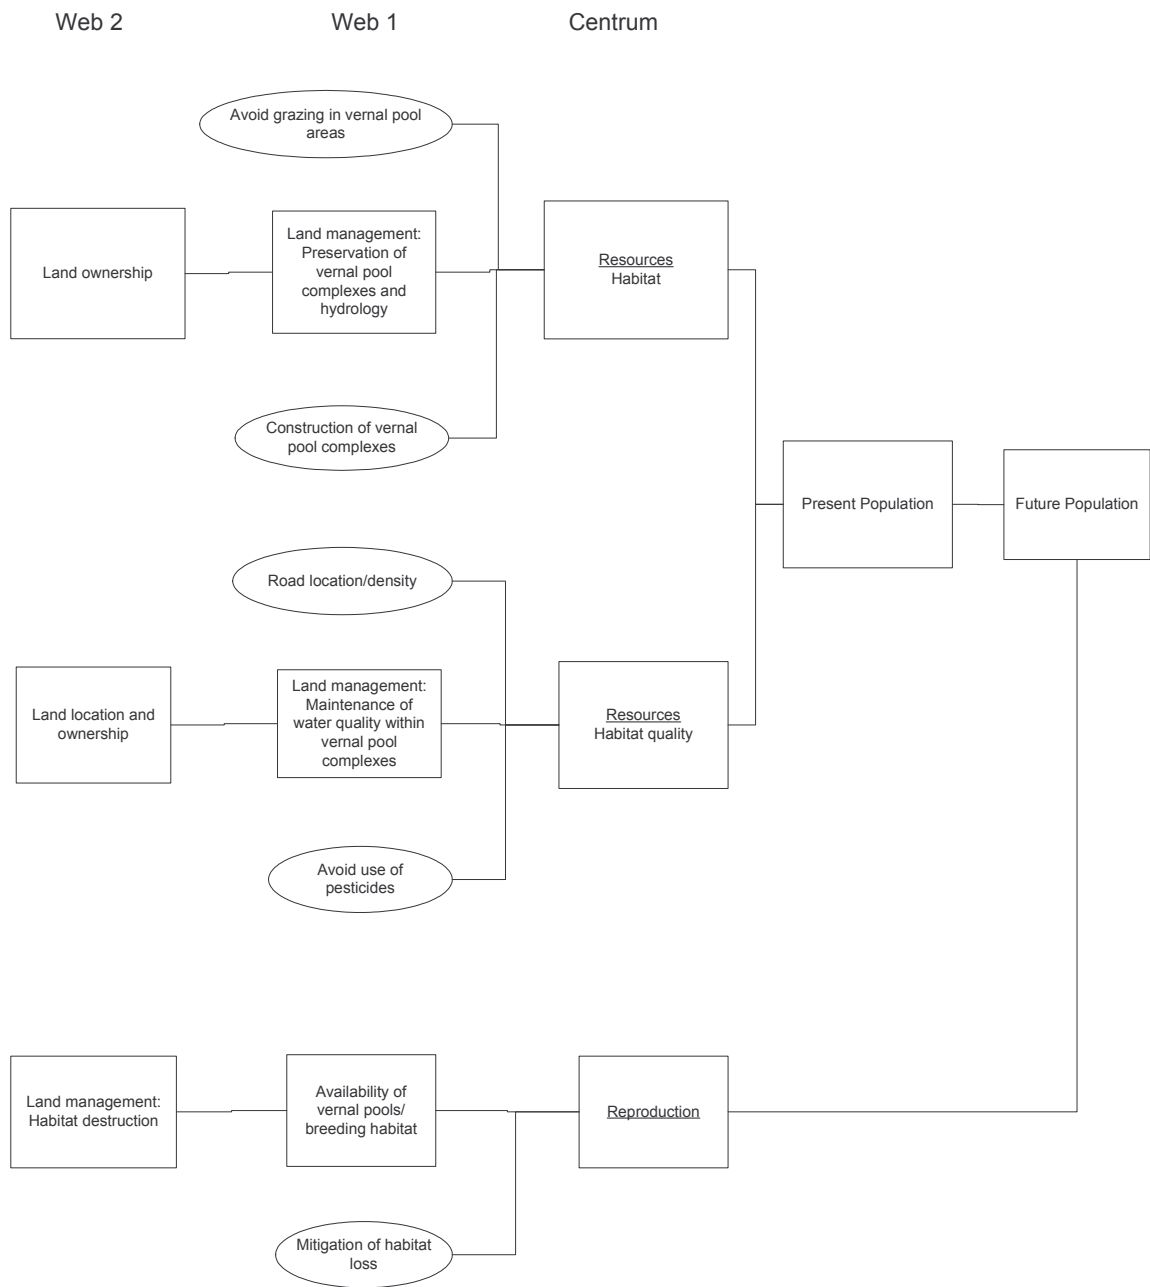 Web 2
Web 1
Centrum
Avoid grazing in vernal pool
areas
Land ownership
Land management:
Preservation of
vernal pool
complexes and
hydrology
Resources
Habitat
Construction of vernal
pool complexes
Present Population
Future Population
Road location/density
Land location and
ownership
Land management:
Maintenance of
water quality within
vernal pool
complexes
Resources
Habitat quality
Avoid use of
pesticides
Land management:
Habitat destruction
Availability of
vernal pools/
breeding habitat
Reproduction
Mitigation of habitat
loss